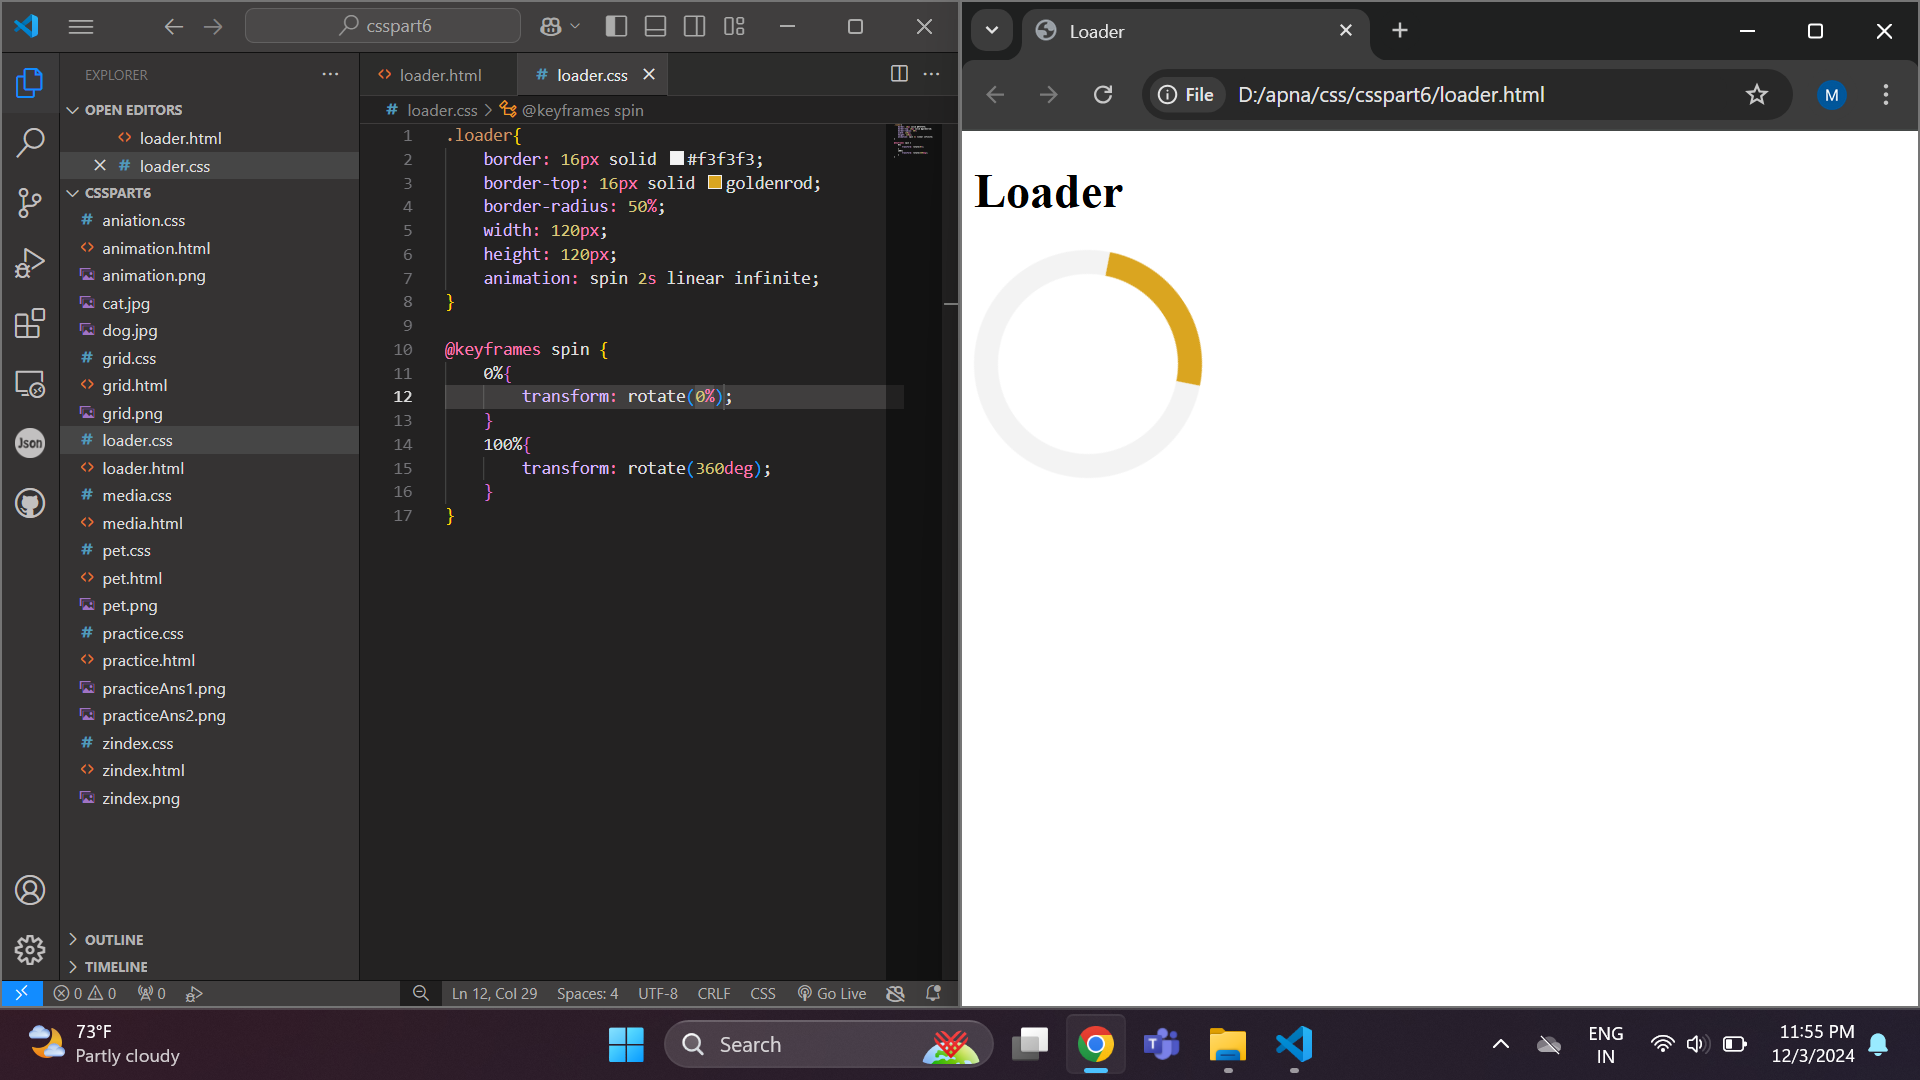 csspart6
EXPLORER
OPEN EDITORS
loader.html
loader.css
CSSPART6
aniation.css
animation.html
animation.png
cat.jpg
dog.jpg
grid.css
grid.html
grid.png
loader.css
loader.html
media.css
media.html
pet.css
pet.html
pet.png
practice.css
practice.html
practiceAns1.png
practiceAns2.png
zindex.css
zindex.html
zindex.png
OUTLINE
TIMELINE
Json
loader.html
# loader.css
# loader.css > @keyframes spin
1 .loader{
2 border: 16px solid #f3f3f3;
3 border-top: 16px solid goldenrod;
4 border-radius: 50%;
5 width: 120px;
6 height: 120px;
7 animation: spin 2s linear infinite;
8 }
9
10 @keyframes spin {
11 0%{
12 transform: rotate(0%);
13 }
14 100%{
15 transform: rotate(360deg);
16 }
17 }
0 0 0 Ln 12, Col 29 Spaces: 4 UTF-8 CRLF CSS Go Live
Loader
File D:/apna/css/csspart6/loader.html M
Loader
73°F
Partly cloudy
Search
ENG
IN
11:55 PM
12/3/2024